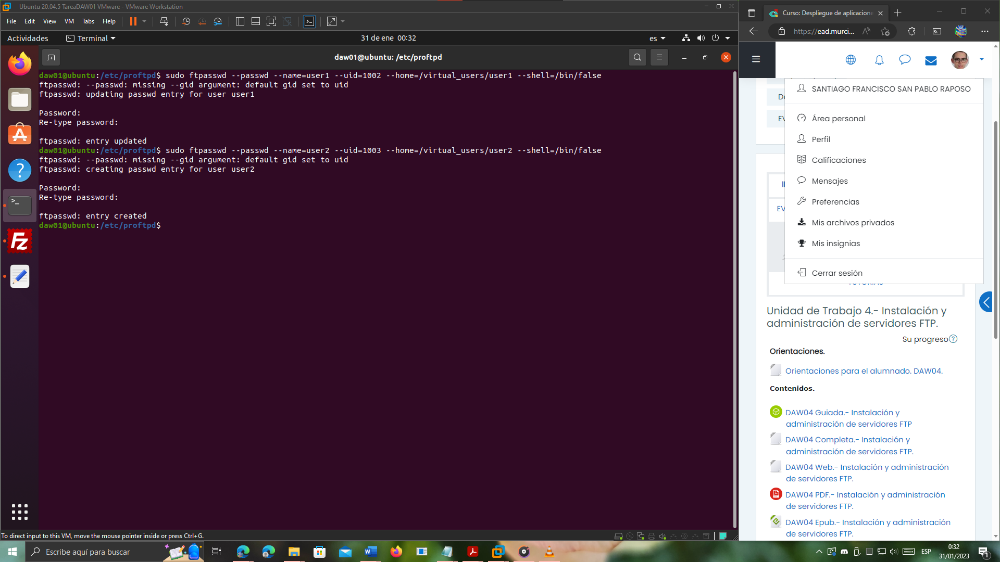 Ubuntu 20.04.5 TareaDAW01 VMware - VMware Workstation
File Edit View VM Tabs Help
Actividades Terminal 31 de ene 00:32 es
daw01@ubuntu: /etc/proftpd
daw01@ubuntu:/etc/proftpd$ sudo ftpasswd --passwd --name=user1 --uid=1002 --home=/virtual_users/user1 --shell=/bin/false
ftpasswd: --passwd: missing --gid argument: default gid set to uid
ftpasswd: updating passwd entry for user user1
Password:
Re-type password:
ftpasswd: entry updated
daw01@ubuntu:/etc/proftpd$ sudo ftpasswd --passwd --name=user2 --uid=1003 --home=/virtual_users/user2 --shell=/bin/false
ftpasswd: --passwd: missing --gid argument: default gid set to uid
ftpasswd: creating passwd entry for user user2
Password:
Re-type password:
ftpasswd: entry created
daw01@ubuntu:/etc/proftpd$
To direct input to this VM, move the mouse pointer inside or press Ctrl+G.
Curso: Despliegue de aplicacione
https://ead.murci...
SANTIAGO FRANCISCO SAN PABLO RAPOSO
Área personal
Perfil
Calificaciones
Mensajes
Preferencias
Mis archivos privados
Mis insignias
Cerrar sesión
EV
EV
Unidad de Trabajo 4.- Instalación y
administración de servidores FTP.
Su progreso
Orientaciones.
Orientaciones para el alumnado. DAW04.
Contenidos.
DAW04 Guiada.- Instalación y
administración de servidores FTP
DAW04 Completa.- Instalación y
administración de servidores FTP.
DAW04 Web.- Instalación y administración
de servidores FTP.
DAW04 PDF.- Instalación y administración
de servidores FTP.
DAW04 Epub.- Instalación y administración
de servidores FTP.
Escribe aquí para buscar
ESP
0:32
31/01/2023
1